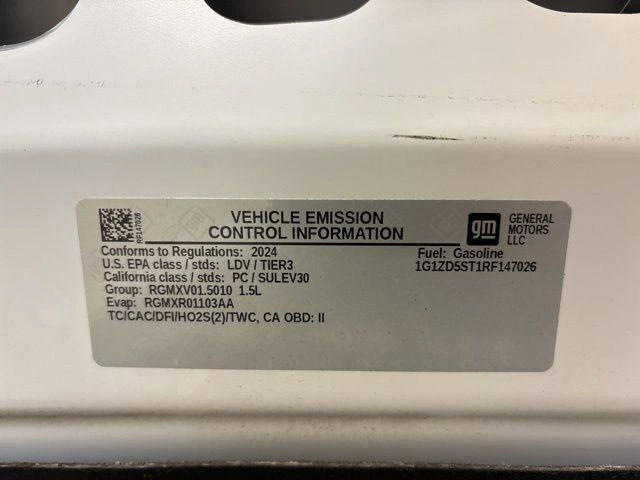 RF147026
VEHICLE EMISSION
CONTROL INFORMATION
gm
GENERAL
MOTORS
LLC
Conforms to Regulations: 2024
Fuel: Gasoline
U.S. EPA class / stds: LDV / TIER3
1G1ZD5ST1RF147026
California class / stds: PC / SULEV30
Group: RGMXV01.5010 1.5L
Evap: RGMXR01103AA
TC/CAC/DFI/HO2S(2)/TWC, CA OBD: II